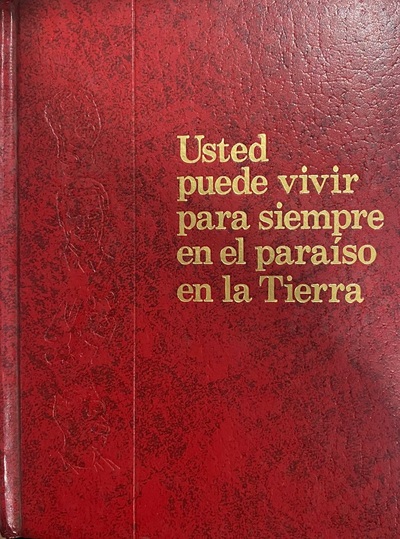 Usted
puede vivir
para siempre
en el paraíso
en la Tierra